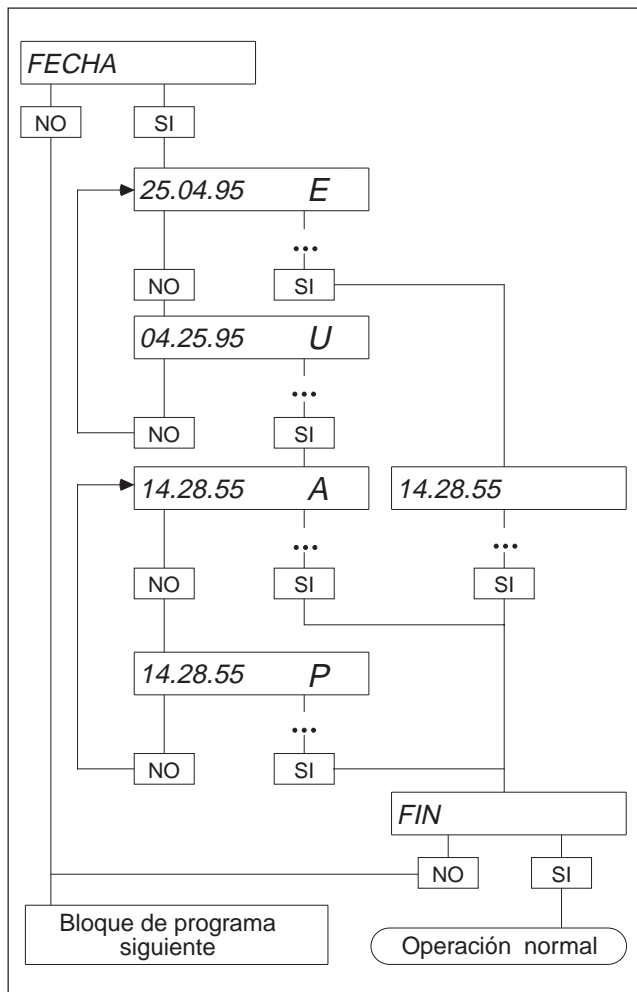 FECHA
NO SI
25.04.95 E
...
NO SI
04.25.95 U
...
NO SI
14.28.55 A 14.28.55
... ...
NO SI SI
14.28.55 P
...
NO SI
FIN
NO SI
Bloque de programa
siguiente
Operación normal